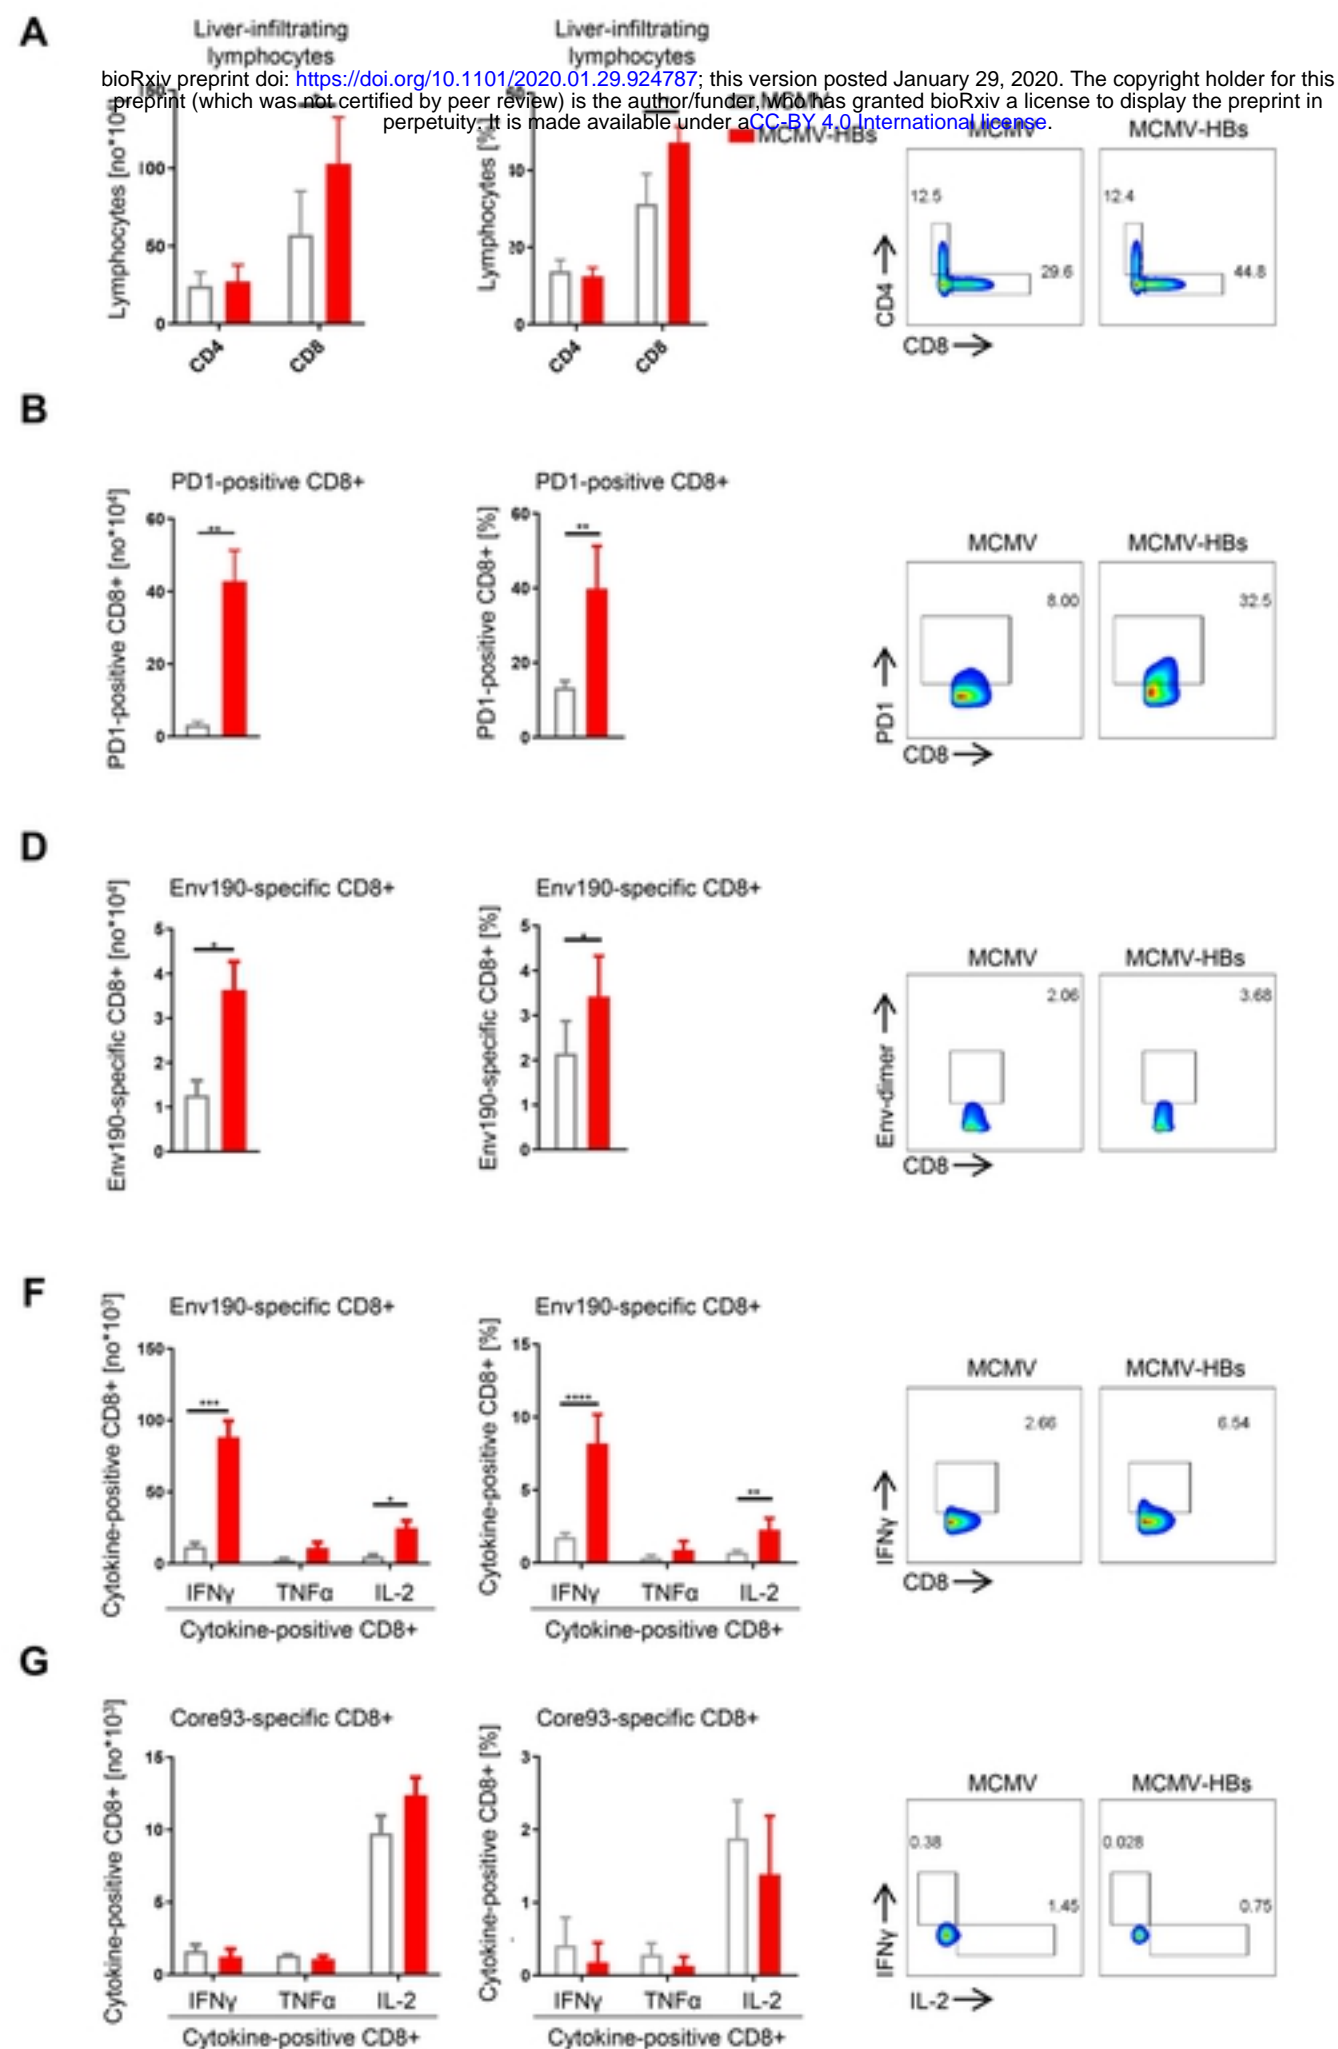 A
Liver-infiltrating
lymphocytes
Liver-infiltrating
lymphocytes
bioRxiv preprint doi: https://doi.org/10.1101/2020.01.29.924787; this version posted January 29, 2020. The copyright holder for this
preprint (which was not certified by peer review) is the author/funder, who has granted bioRxiv a license to display the preprint in
perpetuity. It is made available under aCC-BY 4.0 International license.
MCMV
MCMV-HBs
Lymphocytes [no*10⁴]
150
100
50
0
CD4
CD8
Lymphocytes [%]
20
0
CD4
CD8
MCMV
MCMV-HBs
12.5
29.6
12.4
44.8
CD4
CD8
B
PD1-positive CD8+
PD1-positive CD8+ [no*10⁴]
60
40
20
0
**
PD1-positive CD8+
PD1-positive CD8+ [%]
60
40
20
0
**
MCMV
MCMV-HBs
8.00
32.5
PD1
CD8
D
Env190-specific CD8+
Env190-specific CD8+ [no*10⁴]
5
4
3
2
1
0
*
Env190-specific CD8+
Env190-specific CD8+ [%]
5
4
3
2
1
0
*
MCMV
MCMV-HBs
2.06
3.68
Env-dimer
CD8
F
Env190-specific CD8+
Cytokine-positive CD8+ [no*10³]
150
100
50
0
***
*
IFNγ
TNFα
IL-2
Cytokine-positive CD8+
Env190-specific CD8+
Cytokine-positive CD8+ [%]
15
10
5
0
****
**
IFNγ
TNFα
IL-2
Cytokine-positive CD8+
MCMV
MCMV-HBs
2.66
6.54
IFNγ
CD8
G
Core93-specific CD8+
Cytokine-positive CD8+ [no*10³]
15
10
5
0
IFNγ
TNFα
IL-2
Cytokine-positive CD8+
Core93-specific CD8+
Cytokine-positive CD8+ [%]
3
2
1
0
IFNγ
TNFα
IL-2
Cytokine-positive CD8+
MCMV
MCMV-HBs
0.38
1.45
0.028
0.75
IFNγ
IL-2